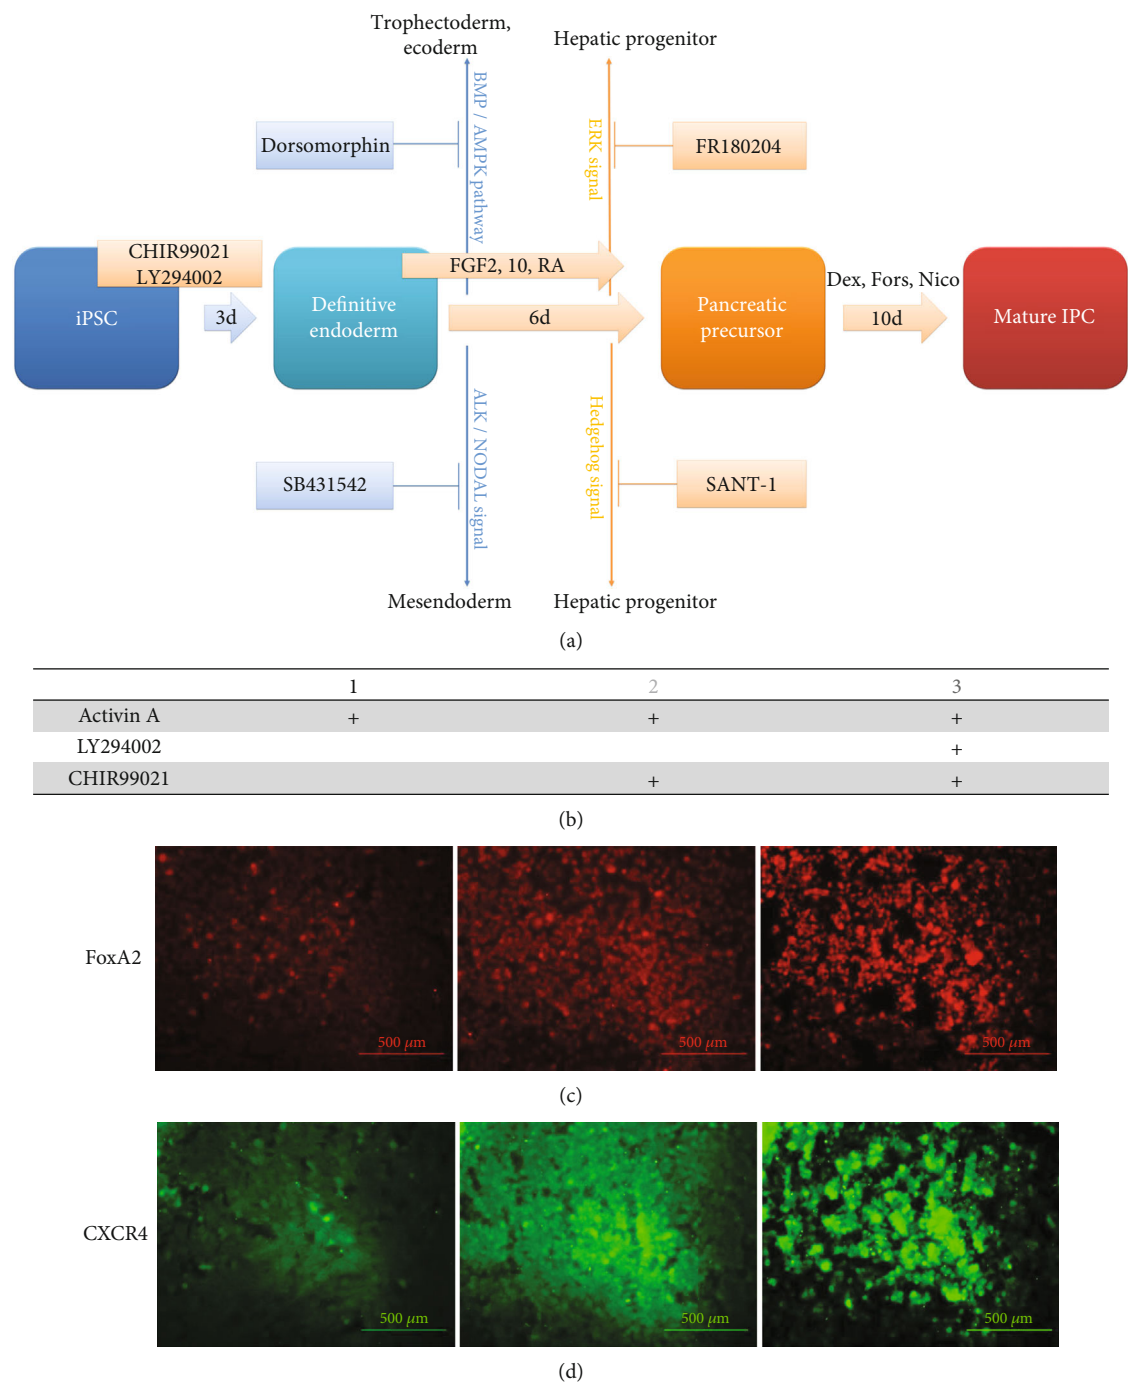 Trophectoderm,
ecoderm
Hepatic progenitor
BMP / AMPK pathway
ERK signal
Dorsomorphin
FR180204
CHIR99021
LY294002
iPSC
3d
Definitive
endoderm
FGF2, 10, RA
6d
Pancreatic
precursor
Dex, Fors, Nico
10d
Mature IPC
ALK / NODAL signal
Hedgehog signal
SB431542
SANT-1
Mesendoderm
Hepatic progenitor
(a)
1 2 3
Activin A + + +
LY294002 +
CHIR99021 + +
(b)
FoxA2
500 µm
500 µm
500 µm
(c)
CXCR4
500 µm
500 µm
500 µm
(d)